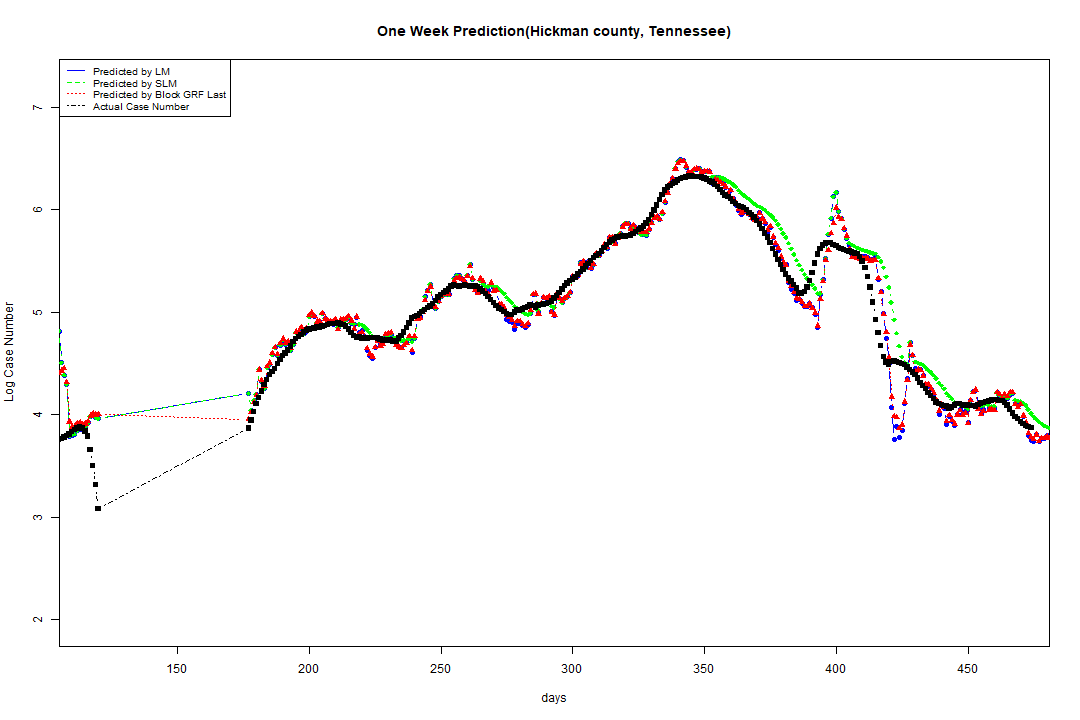 One Week Prediction(Hickman county, Tennessee)
Predicted by LM
Predicted by SLM
Predicted by Block GRF Last
Actual Case Number
Log Case Number
7
6
5
4
3
2
150 200 250 300 350 400 450
days